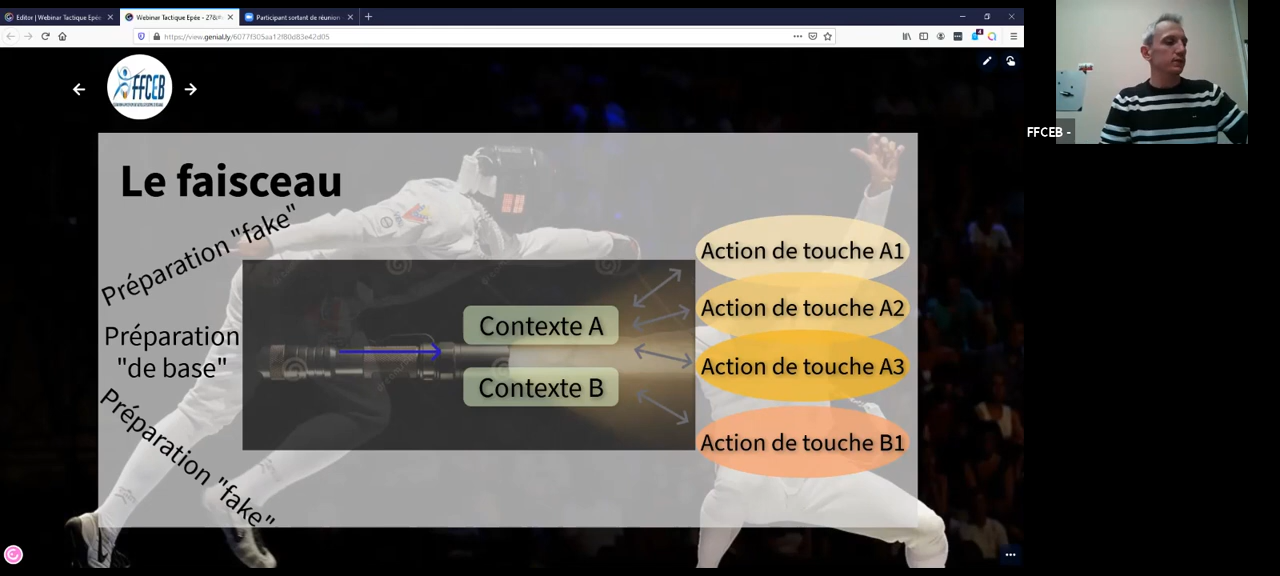 Editor | Webinar Tactique Epée
Webinar Tactique Epée - 27&#
Participant sortant de réunion
https://view.genial.ly/6077f305aa12f80d83e42d05
FFCEB
FFCEB -
Le faisceau
Préparation "fake"
Préparation
"de base"
Préparation "fake"
Contexte A
Contexte B
Action de touche A1
Action de touche A2
Action de touche A3
Action de touche B1